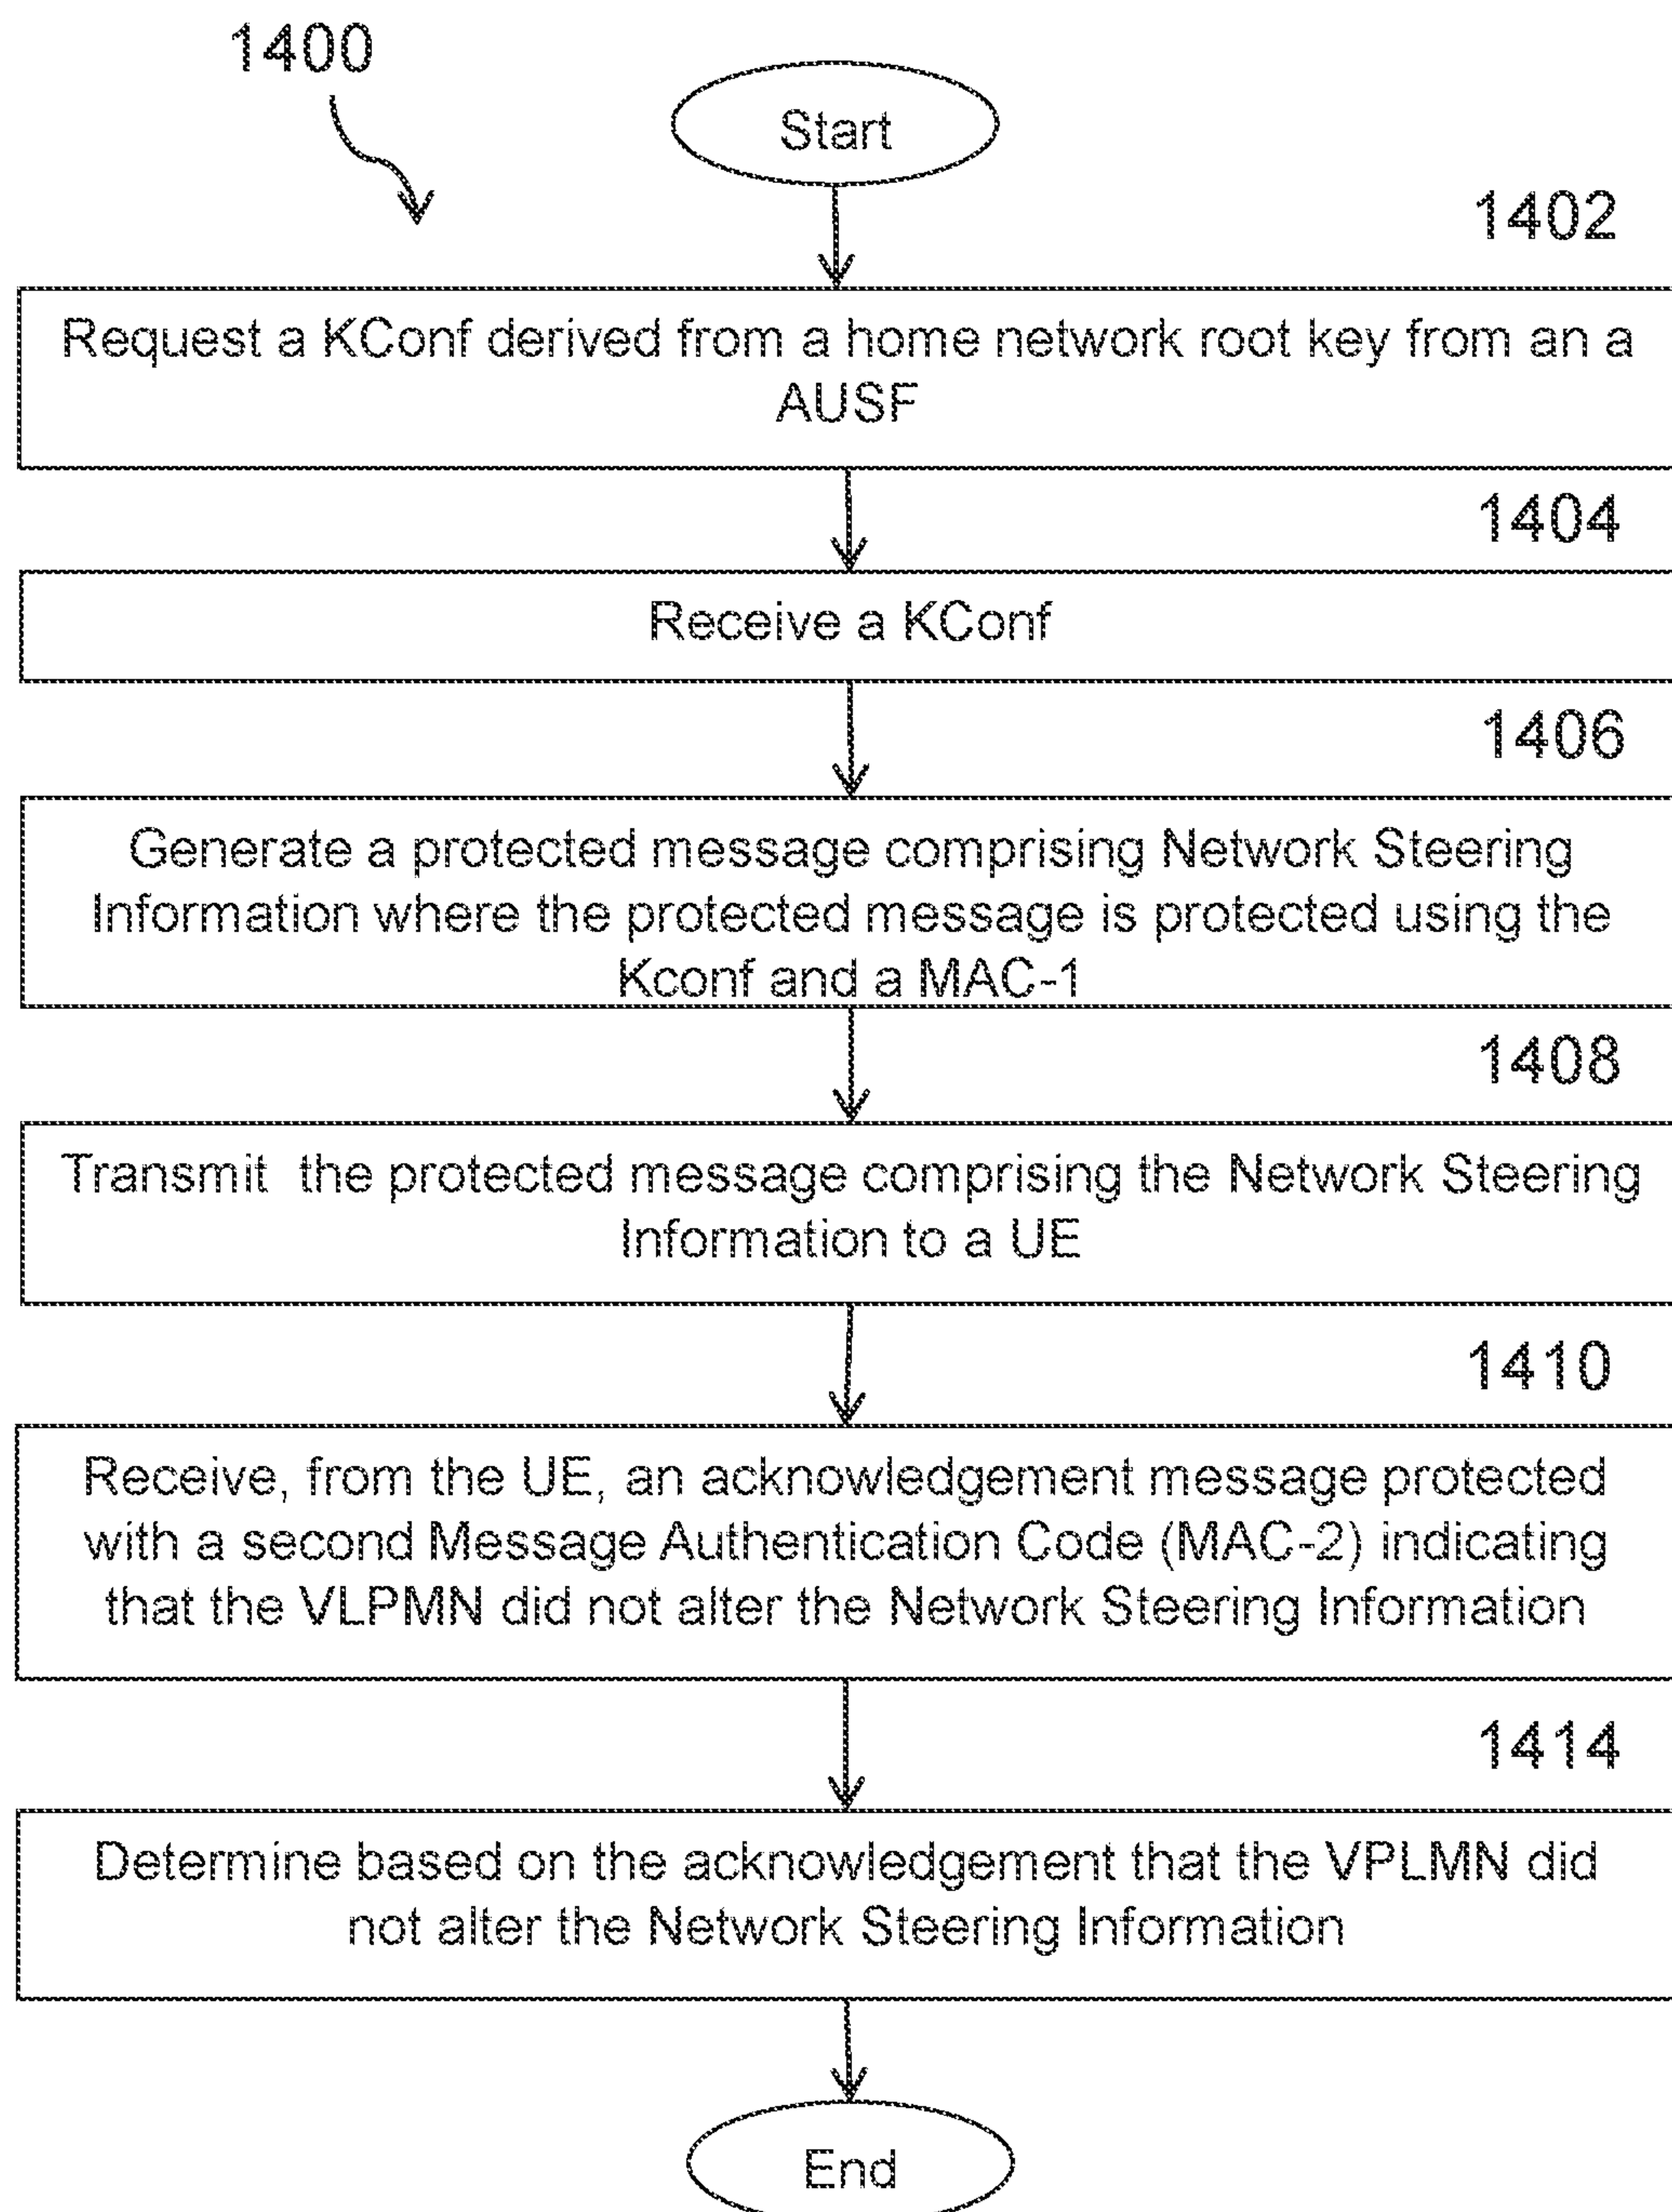 1400
Start
1402
Request a KConf derived from a home network root key from an a
AUSF
1404
Receive a KConf
1406
Generate a protected message comprising Network Steering
Information where the protected message is protected using the
Kconf and a MAC-1
1408
Transmit the protected message comprising the Network Steering
Information to a UE
1410
Receive, from the UE, an acknowledgement message protected
with a second Message Authentication Code (MAC-2) indicating
that the VLPMN did not alter the Network Steering Information
1414
Determine based on the acknowledgement that the VPLMN did
not alter the Network Steering Information
End